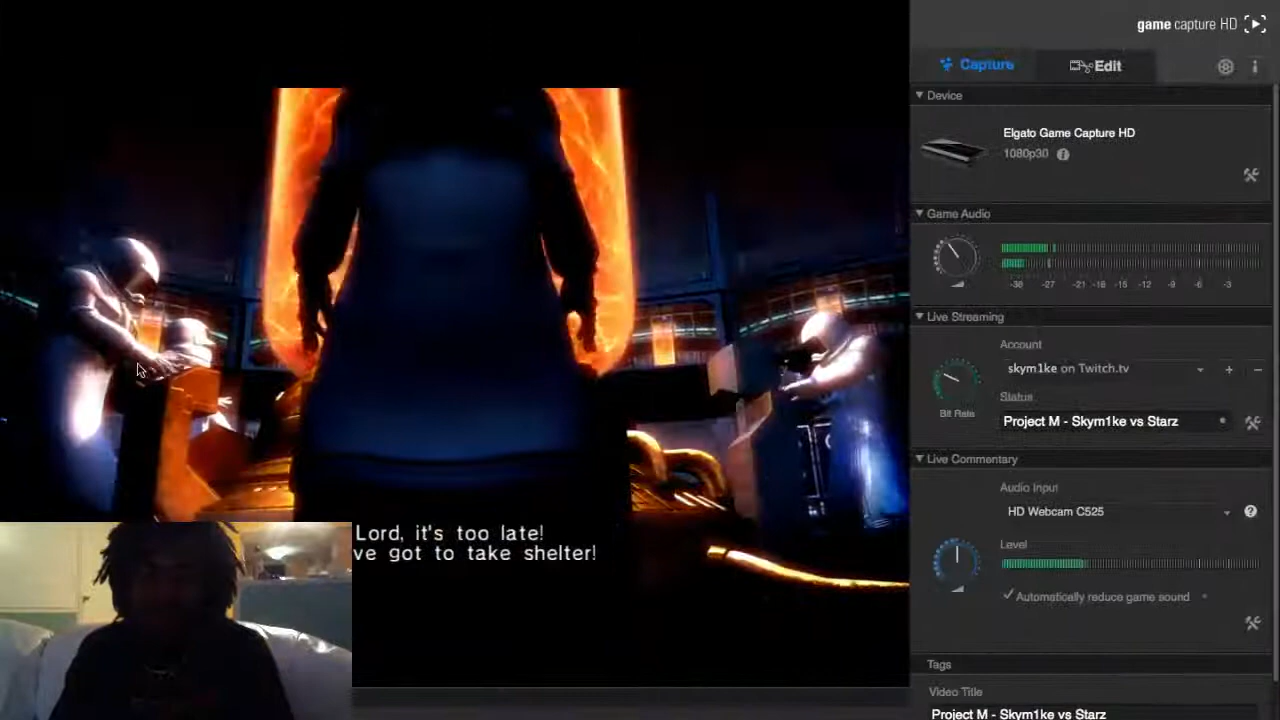 game capture HD
Capture
Edit
Device
Elgato Game Capture HD
1080p30
Game Audio
-36 -27 -21 -18 -15 -12 -9 -6 -3
Live Streaming
Account
skym1ke on Twitch.tv
Status
Bit Rate
Project M - Skym1ke vs Starz
Live Commentary
Audio Input
HD Webcam C525
Level
Automatically reduce game sound
Lord, it's too late!
ve got to take shelter!
Tags
Video Title
Project M - Skym1ke vs Starz